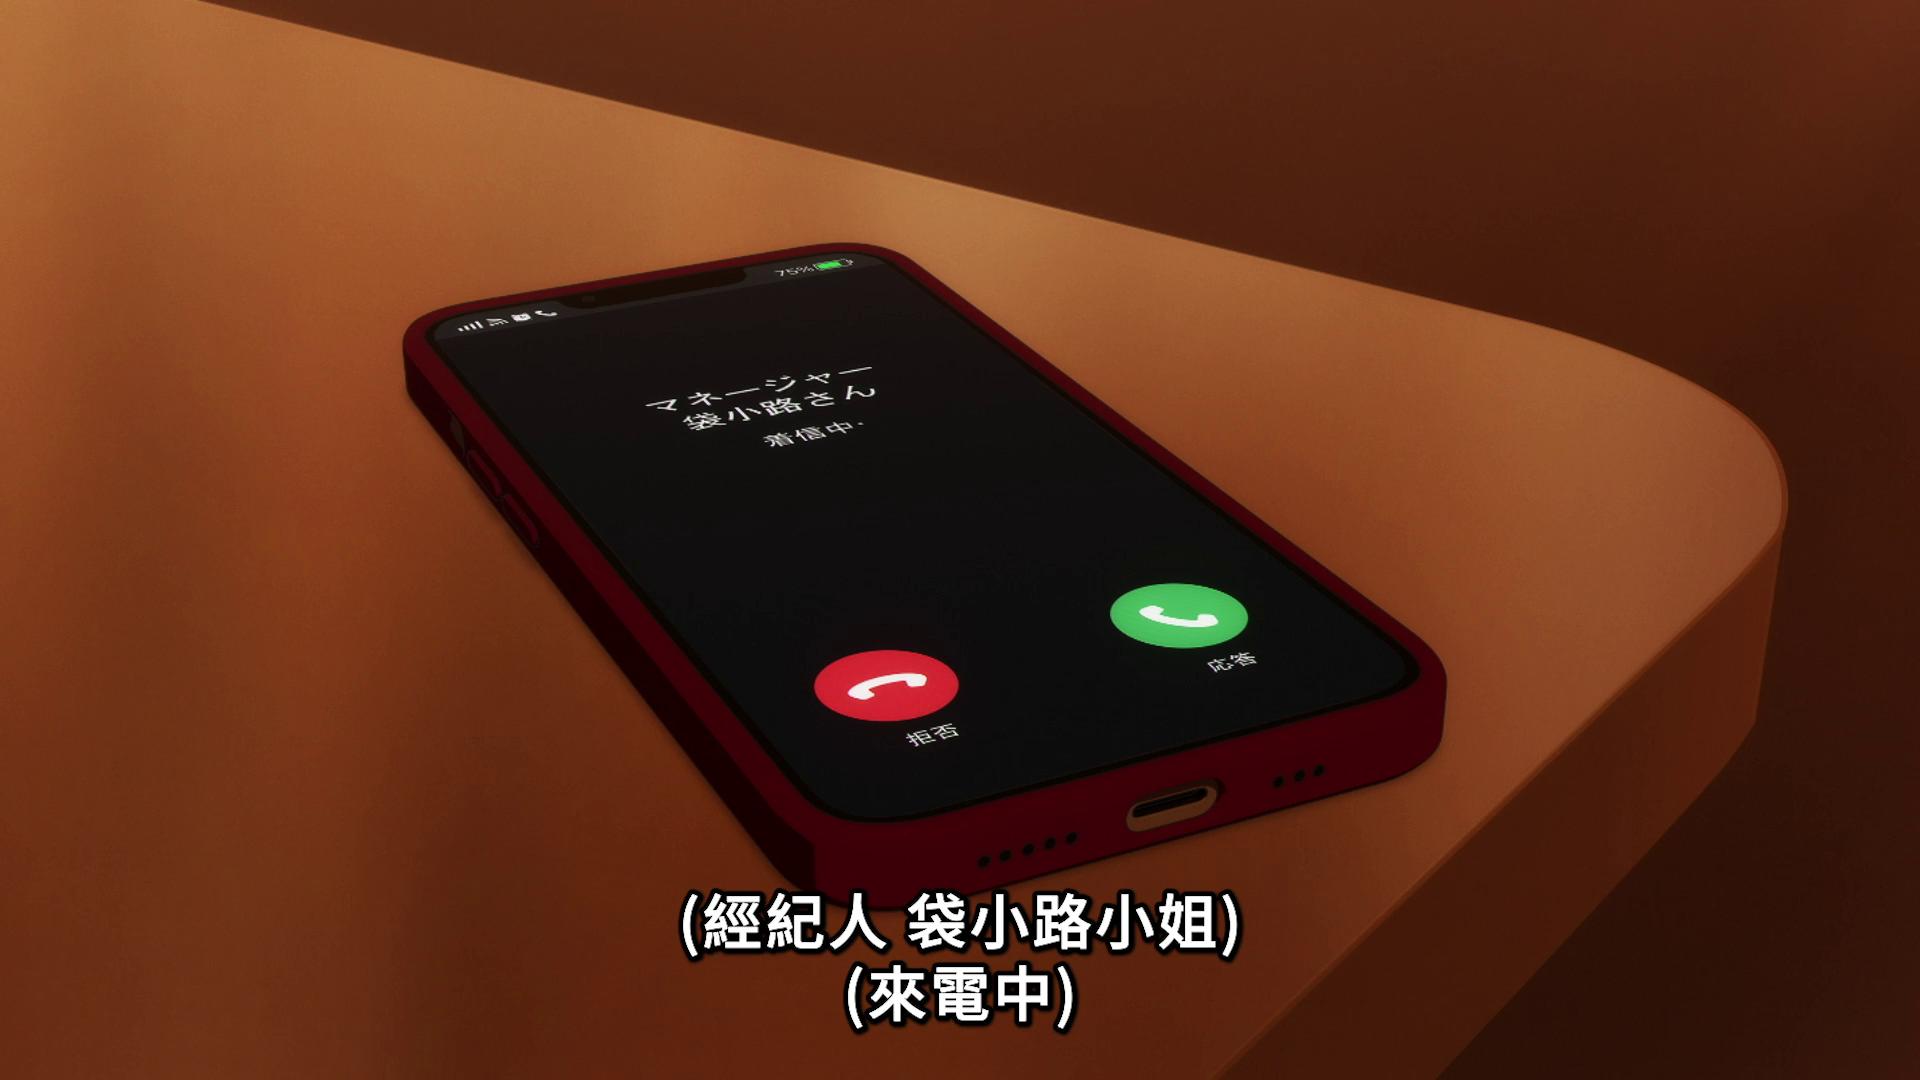 75%
マネージャー
袋小路さん
着信中·
応答
拒否
(經紀人 袋小路小姐)
(來電中)